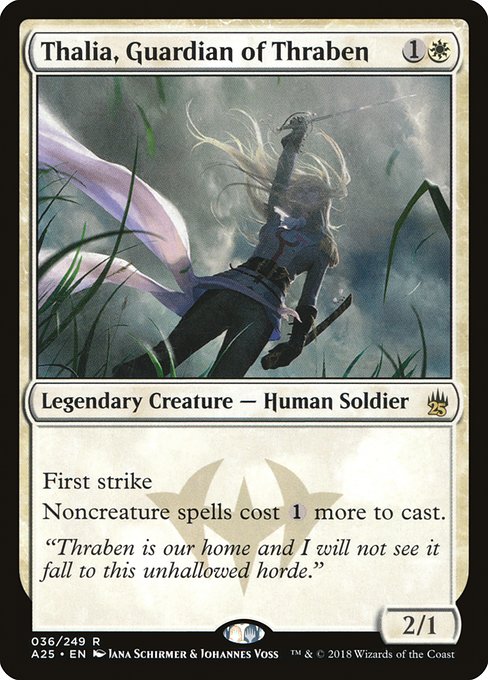 Thalia, Guardian of Thraben 1
Legendary Creature — Human Soldier
25
First strike
Noncreature spells cost 1 more to cast.
“Thraben is our home and I will not see it
fall to this unhallowed horde.”
2/1
036/249 R
A25 • EN Jana Schirmer & Johannes Voss ™ & © 2018 Wizards of the Coast